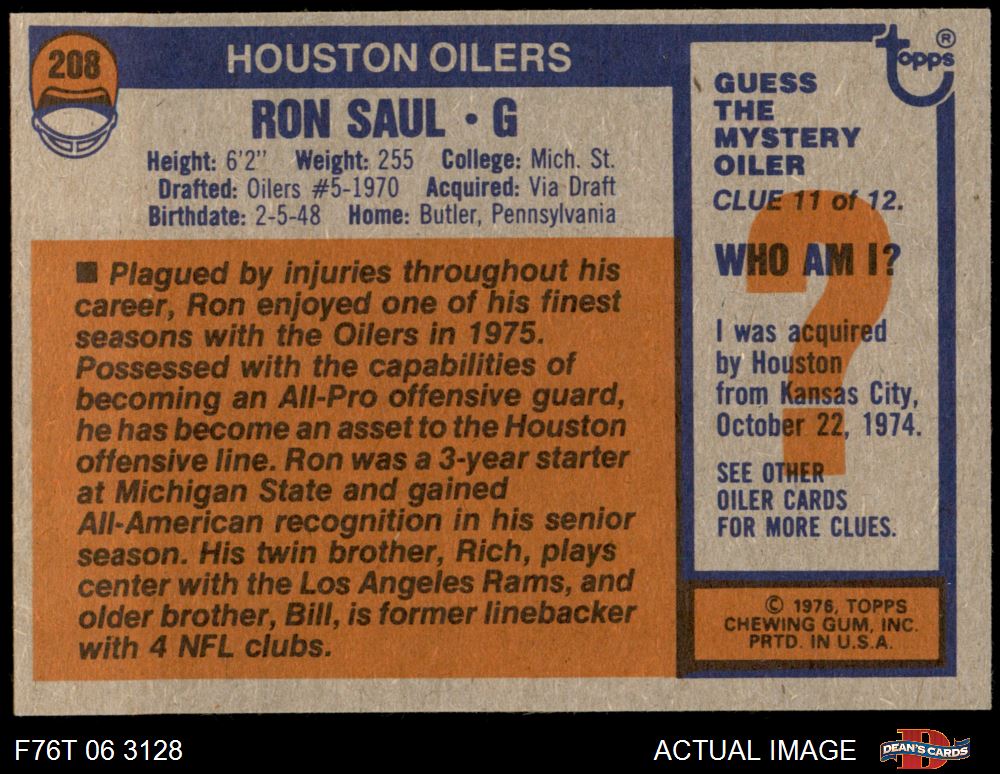 208
HOUSTON OILERS
RON SAUL • G
Height: 6'2" Weight: 255 College: Mich. St.
Drafted: Oilers #5-1970 Acquired: Via Draft
Birthdate: 2-5-48 Home: Butler, Pennsylvania
■ Plagued by injuries throughout his
career, Ron enjoyed one of his finest
seasons with the Oilers in 1975.
Possessed with the capabilities of
becoming an All-Pro offensive guard,
he has become an asset to the Houston
offensive line. Ron was a 3-year starter
at Michigan State and gained
All-American recognition in his senior
season. His twin brother, Rich, plays
center with the Los Angeles Rams, and
older brother, Bill, is former linebacker
with 4 NFL clubs.
topps ®
GUESS
THE
MYSTERY
OILER
CLUE 11 of 12.
?
WHO AM I?
I was acquired
by Houston
from Kansas City,
October 22, 1974.
SEE OTHER
OILER CARDS
FOR MORE CLUES.
© 1976, TOPPS
CHEWING GUM, INC.
PRTD. IN U.S.A.
F76T 06 3128
ACTUAL IMAGE
DEAN'S CARDS